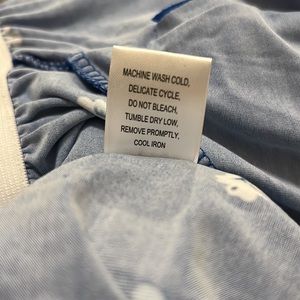 MACHINE WASH COLD,
DELICATE CYCLE,
DO NOT BLEACH,
TUMBLE DRY LOW,
REMOVE PROMPTLY,
COOL IRON